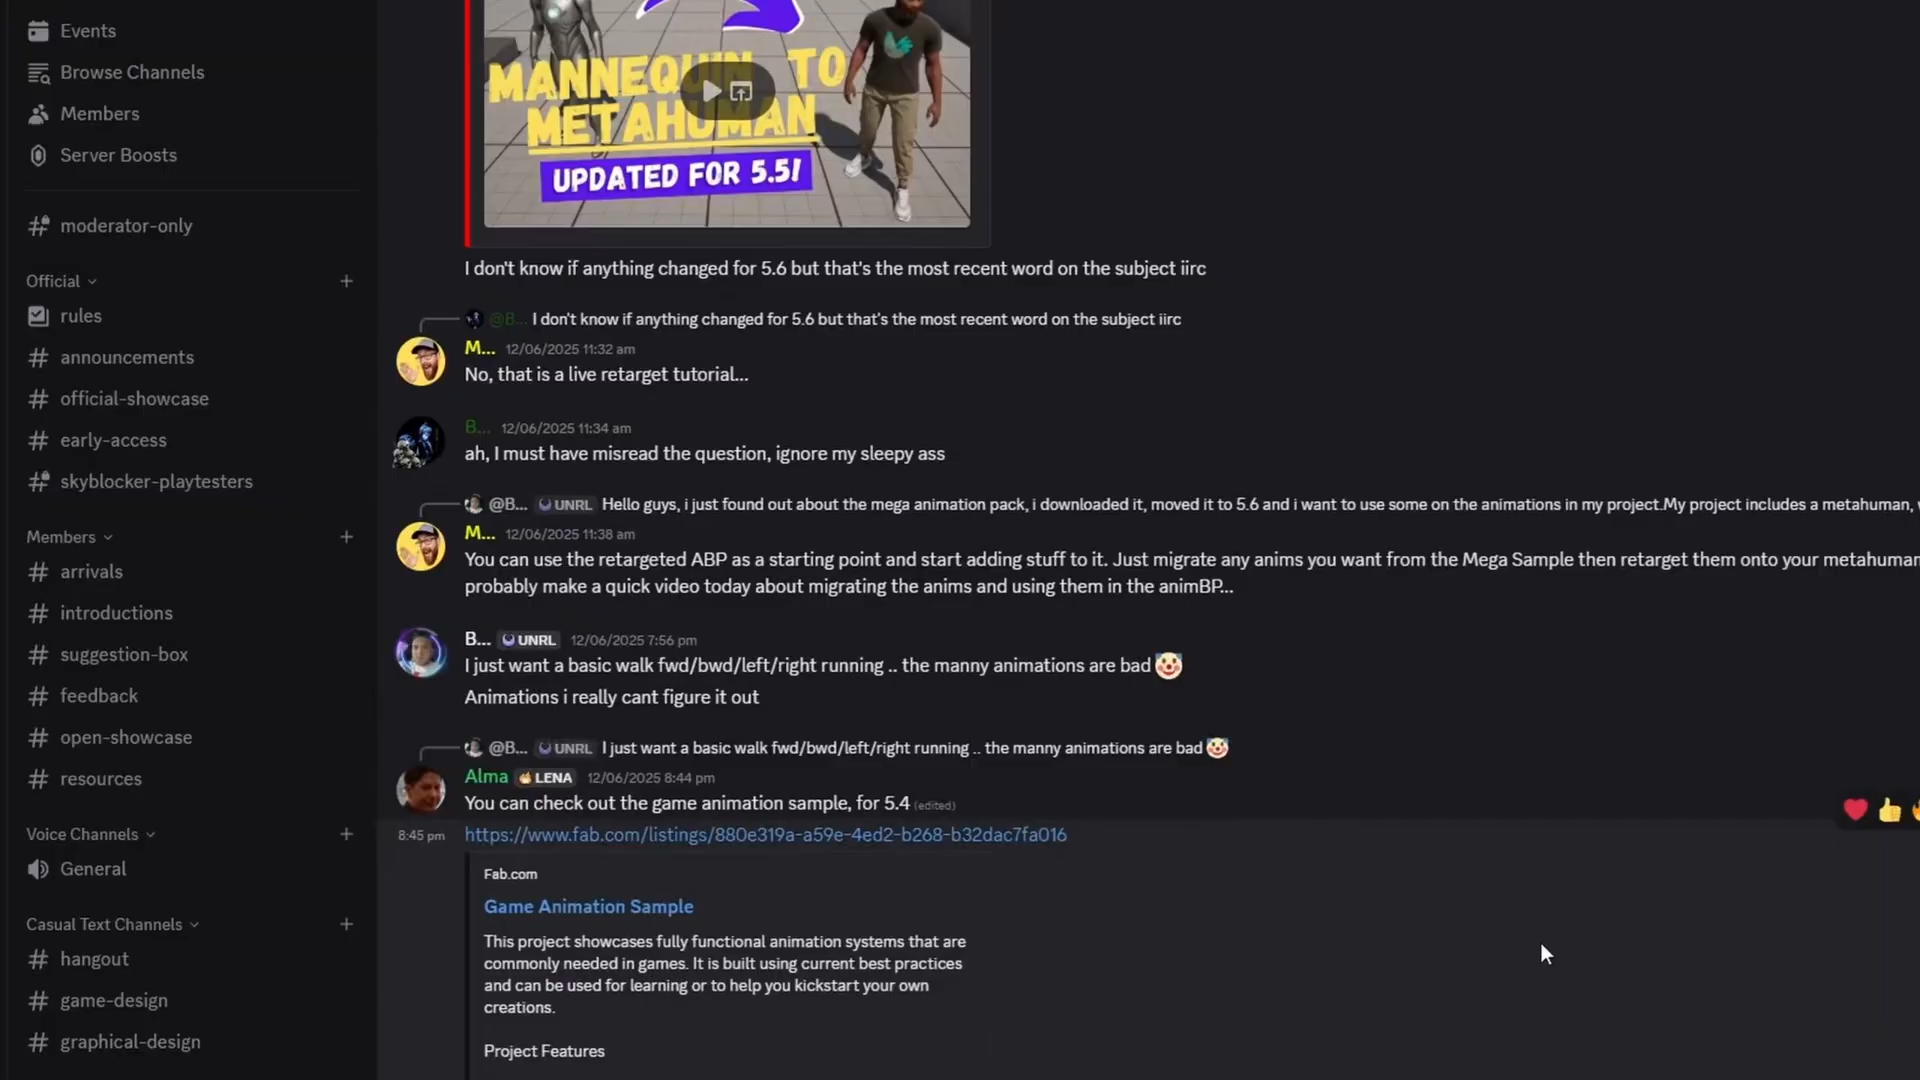 Events
Browse Channels
Members
Server Boosts
moderator-only
Official
rules
announcements
official-showcase
early-access
skyblocker-playtesters
Members
arrivals
introductions
suggestion-box
feedback
open-showcase
resources
Voice Channels
General
Casual Text Channels
hangout
game-design
graphical-design
MANNEQUIN TO
METAHUMAN
UPDATED FOR 5.5!
I don't know if anything changed for 5.6 but that's the most recent word on the subject iirc
@B... I don't know if anything changed for 5.6 but that's the most recent word on the subject iirc
M... 12/06/2025 11:32 am
No, that is a live retarget tutorial...
B... 12/06/2025 11:34 am
ah, I must have misread the question, ignore my sleepy ass
@B... UNRL Hello guys, i just found out about the mega animation pack, i downloaded it, moved it to 5.6 and i want to use some on the animations in my project.My project includes a metahuman,
M... 12/06/2025 11:38 am
You can use the retargeted ABP as a starting point and start adding stuff to it. Just migrate any anims you want from the Mega Sample then retarget them onto your metahuman
probably make a quick video today about migrating the anims and using them in the animBP...
B... UNRL 12/06/2025 7:56 pm
I just want a basic walk fwd/bwd/left/right running .. the manny animations are bad 🤡
Animations i really cant figure it out
@B... UNRL I just want a basic walk fwd/bwd/left/right running .. the manny animations are bad 🤡
Alma LENA 12/06/2025 8:44 pm
You can check out the game animation sample, for 5.4 (edited)
8:45 pm https://www.fab.com/listings/880e319a-a59e-4ed2-b268-b32dac7fa016
Fab.com
Game Animation Sample
This project showcases fully functional animation systems that are
commonly needed in games. It is built using current best practices
and can be used for learning or to help you kickstart your own
creations.
Project Features